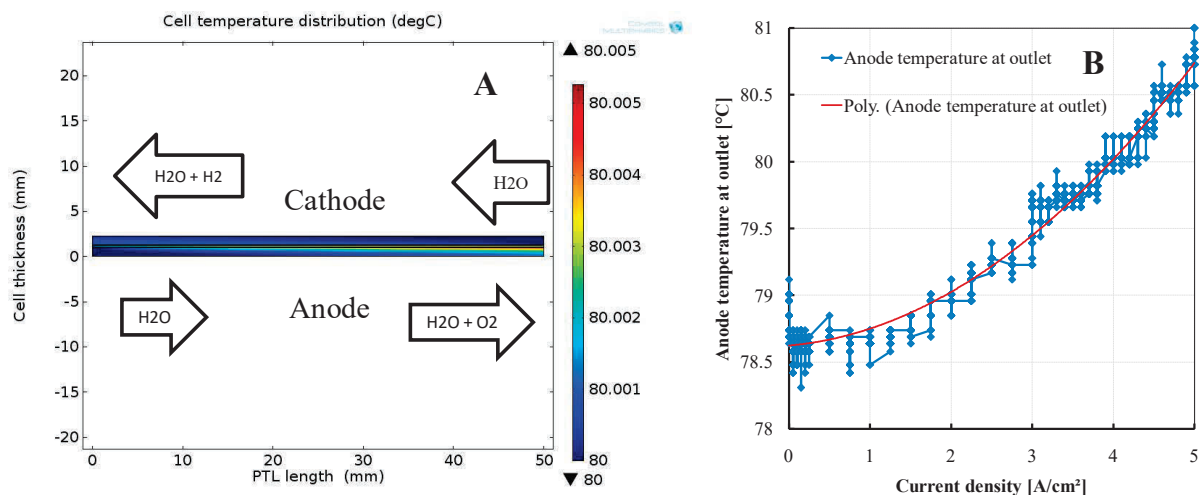 Cell temperature distribution (degC)
80.005
A
20
15
10
5
0
-5
-10
-15
-20
Cell thickness (mm)
H2O + H2
H2O
Cathode
Anode
H2O
H2O + O2
0
10
20
30
40
50
PTL length (mm)
80.005
80.004
80.003
80.002
80.001
80
80
B
Anode temperature at outlet
Poly. (Anode temperature at outlet)
Anode temperature at outlet [°C]
81
80.5
80
79.5
79
78.5
78
0
1
2
3
4
5
Current density [A/cm²]